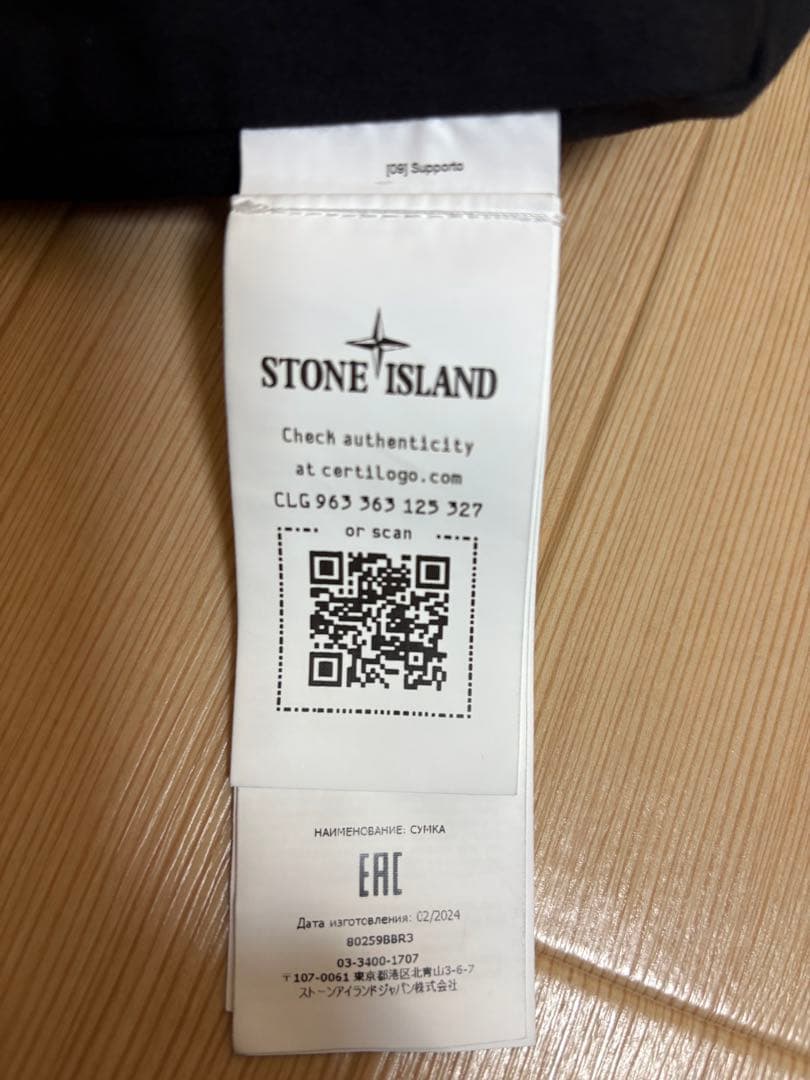 [09] Supporto
STONE ISLAND
Check authenticity
at certilogo.com
CLG 963 363 125 327
or scan
НАИМЕНОВАНИЕ: СУМКА
EAC
Дата изготовления: 02/2024
80259BBR3
03-3400-1707
〒107-0061 東京都港区北青山3-6-7
ストーンアイランドジャパン株式会社